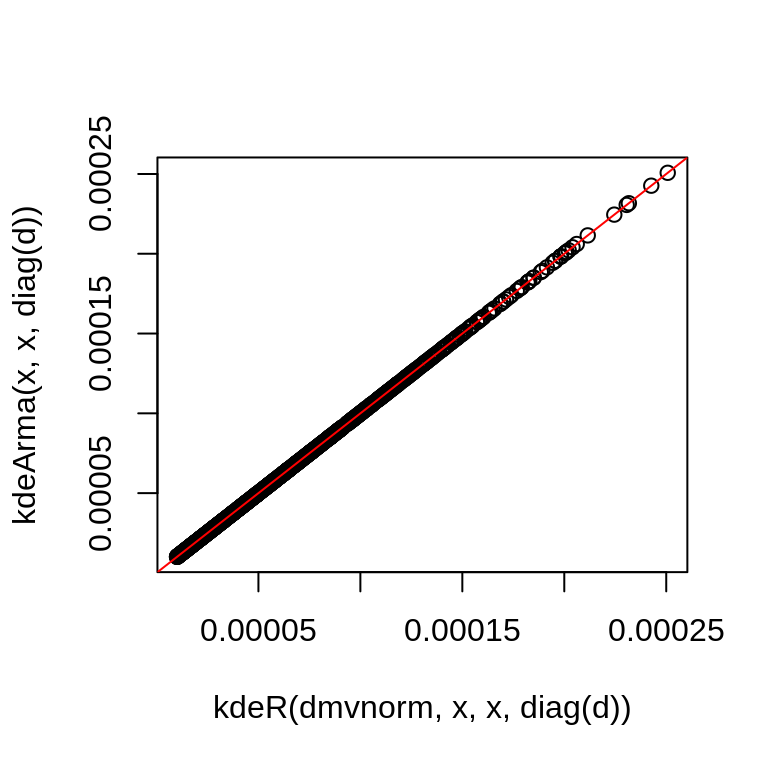 kdeArma(x, x, diag(d))
0.00025
0.00015
0.00005
0.00005 0.00015 0.00025
kdeR(dmvnorm, x, x, diag(d))